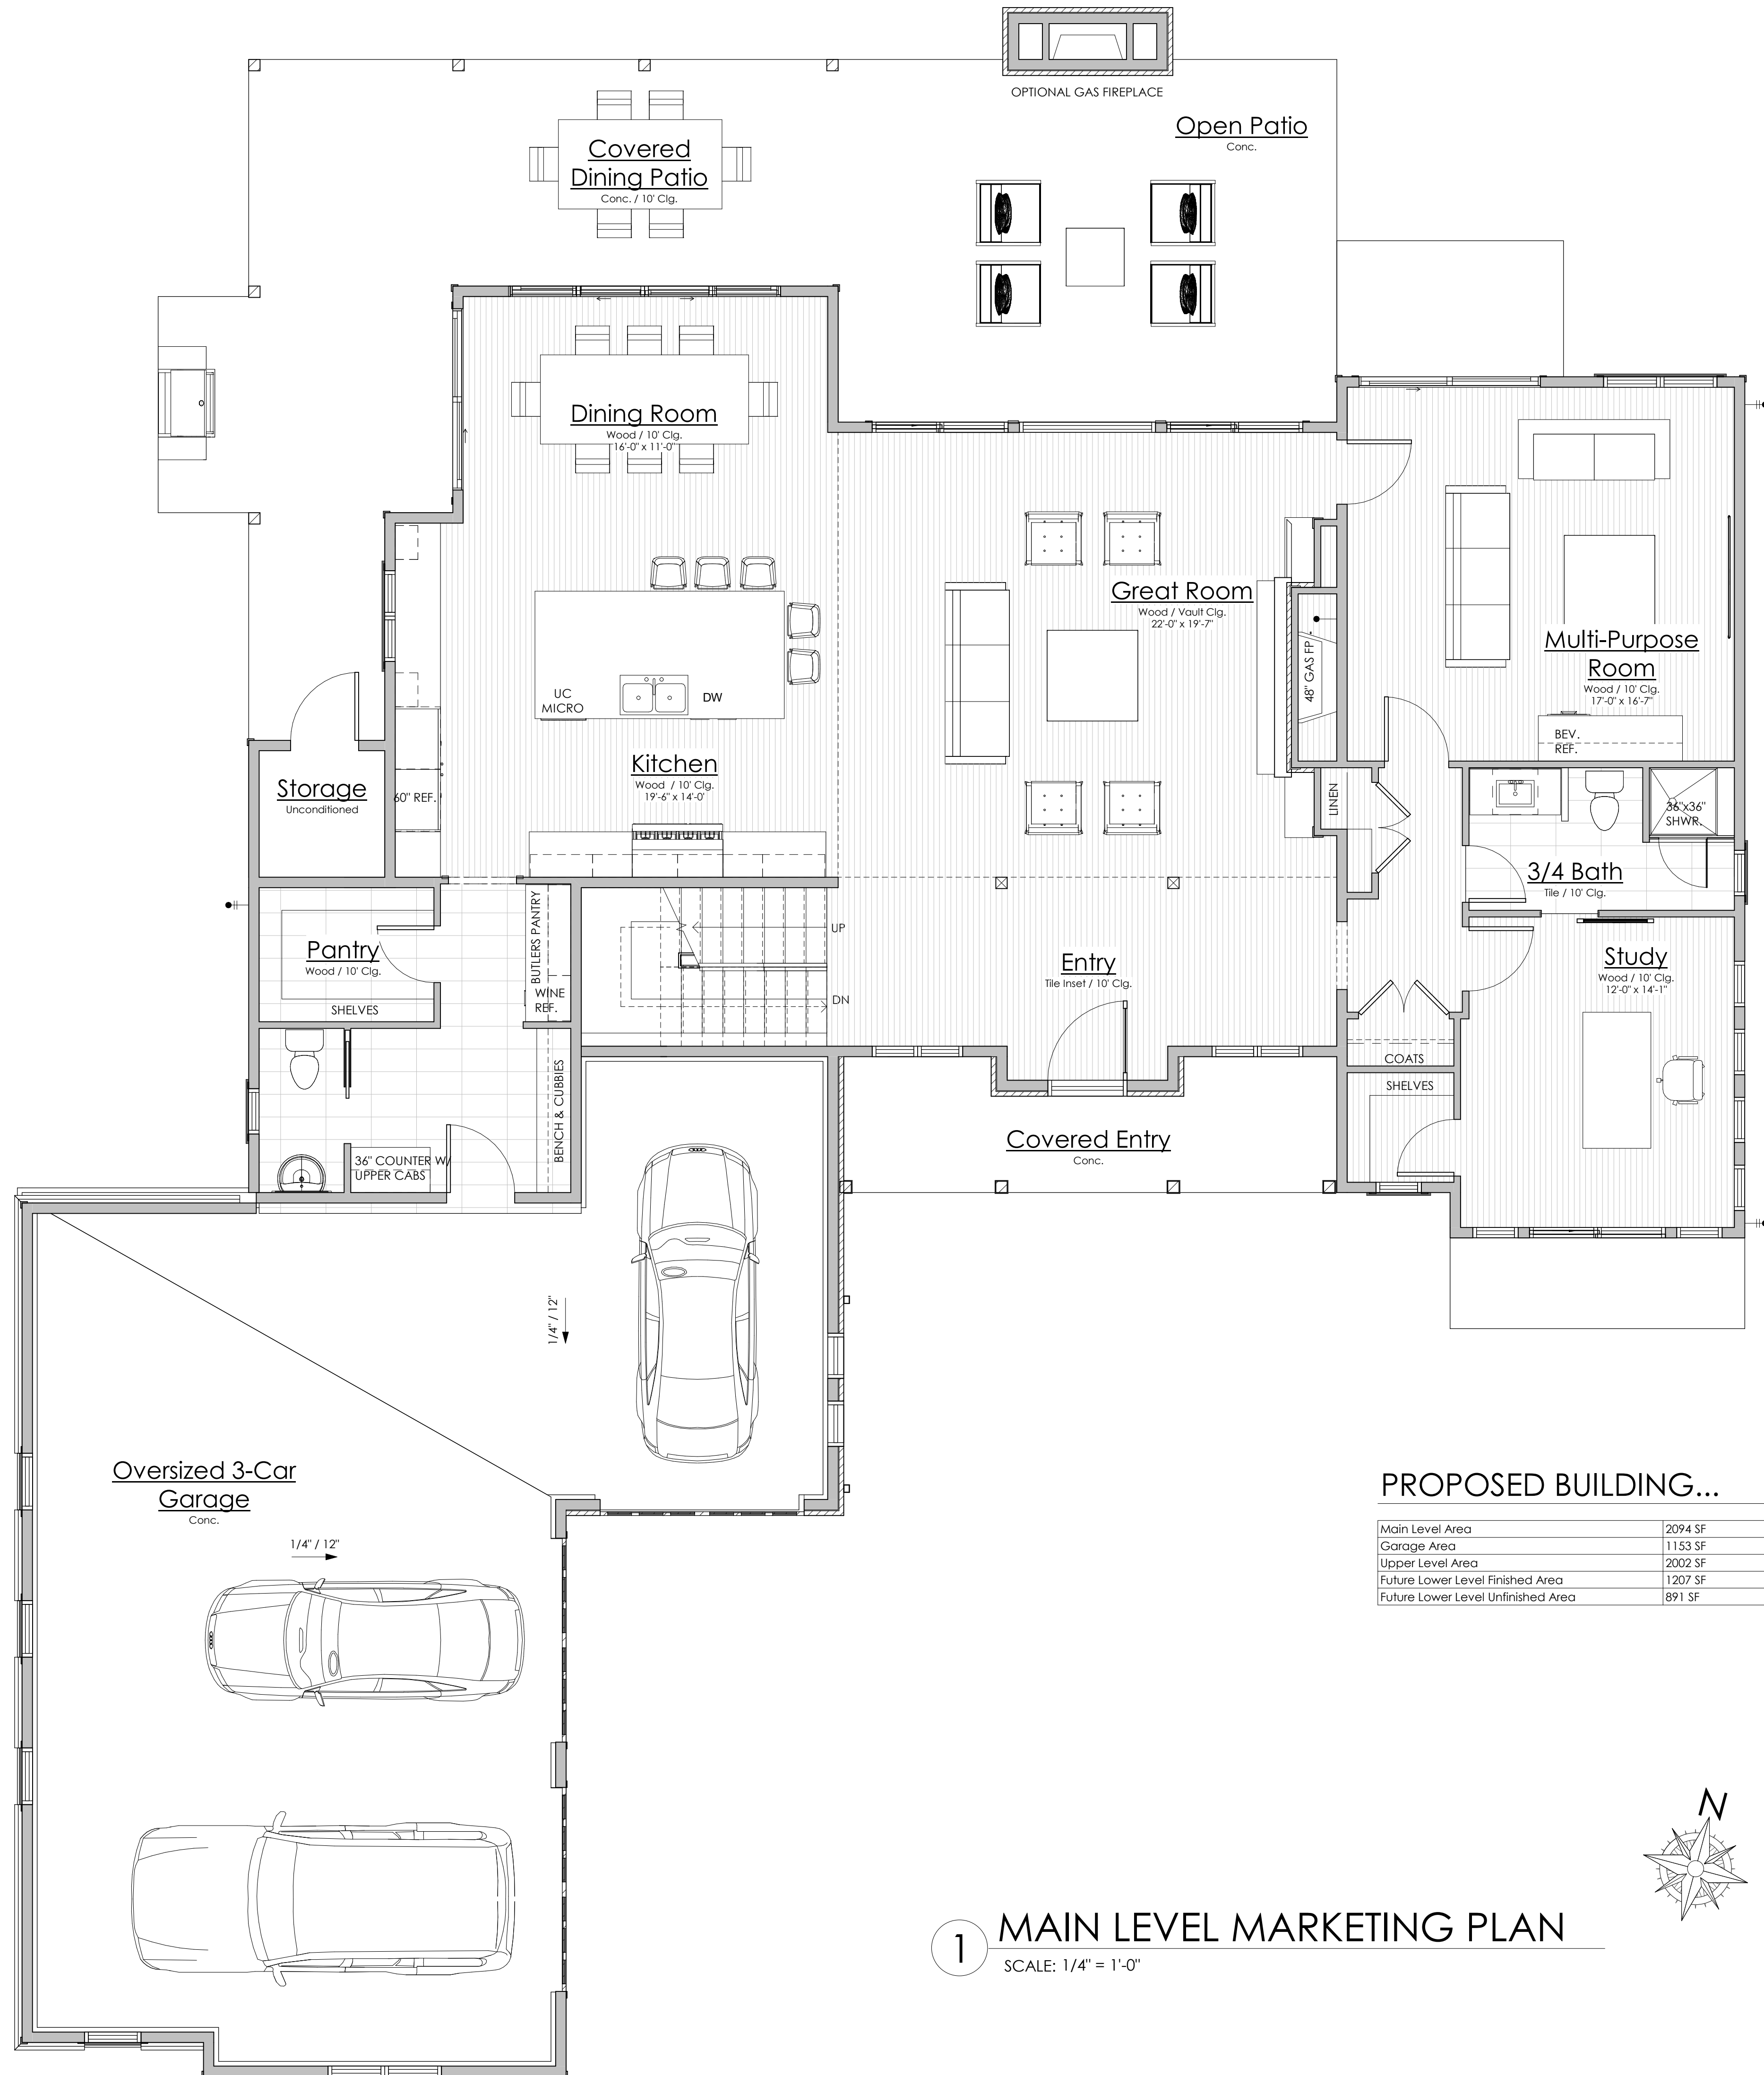 OPTIONAL GAS FIREPLACE
Open Patio
Conc.
Covered
Dining Patio
Conc. / 10' Clg.
Dining Room
Wood / 10' Clg.
16'-0" x 11'-0"
Great Room
Wood / Vault Clg.
22'-0" x 19'-7"
48" GAS FP
Multi-Purpose
Room
Wood / 10' Clg.
17'-0" x 16'-7"
BEV.
REF.
UC
MICRO
DW
Kitchen
Wood / 10' Clg.
19'-6" x 14'-0'
60" REF.
Storage
Unconditioned
LINEN
36"x36"
SHWR.
3/4 Bath
Tile / 10' Clg.
Pantry
Wood / 10' Clg.
SHELVES
BUTLERS PANTRY
WINE
REF.
UP
DN
Entry
Tile Inset / 10' Clg.
Study
Wood / 10' Clg.
12'-0" x 14'-1"
COATS
SHELVES
BENCH & CUBBIES
36" COUNTER W/
UPPER CABS
Covered Entry
Conc.
1/4" / 12"
Oversized 3-Car
Garage
Conc.
1/4" / 12"
PROPOSED BUILDING...
Main Level Area 2094 SF
Garage Area 1153 SF
Upper Level Area 2002 SF
Future Lower Level Finished Area 1207 SF
Future Lower Level Unfinished Area 891 SF
N
1 MAIN LEVEL MARKETING PLAN
SCALE: 1/4" = 1'-0"